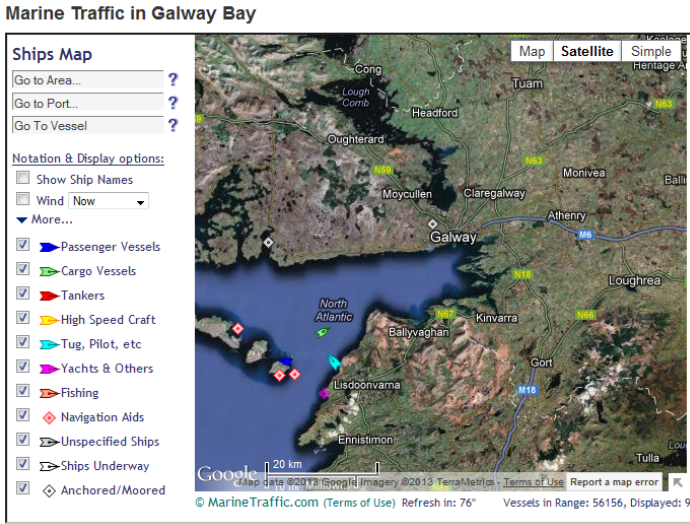 Marine Traffic in Galway Bay
Ships Map
Go to Area...
?
Go to Port...
?
Go To Vessel
?
Notation & Display options:
Show Ship Names
Wind Now
More...
Passenger Vessels
Cargo Vessels
Tankers
High Speed Craft
Tug, Pilot, etc
Yachts & Others
Fishing
Navigation Aids
Unspecified Ships
Ships Underway
Anchored/Moored
Map Satellite Simple
Cong
Heritage A
Lough
Corrib
Tuam
Headford
N63
Oughterard
N63
N59
Monivea
Moycullen
Claregalway
Athenry
Galway
M6
N18
Loughrea
North
Atlantic
N67
Kinvarra
N66
Ballyvaghan
Gort
Lisdoonvarna
M18
Ennistimon
Tulla
20 km
Google
Map data ©2013 Google Imagery ©2013 TerraMetrics - Terms of Use
Report a map error
© MarineTraffic.com (Terms of Use) Refresh in: 76" Vessels in Range: 56156, Displayed: 9